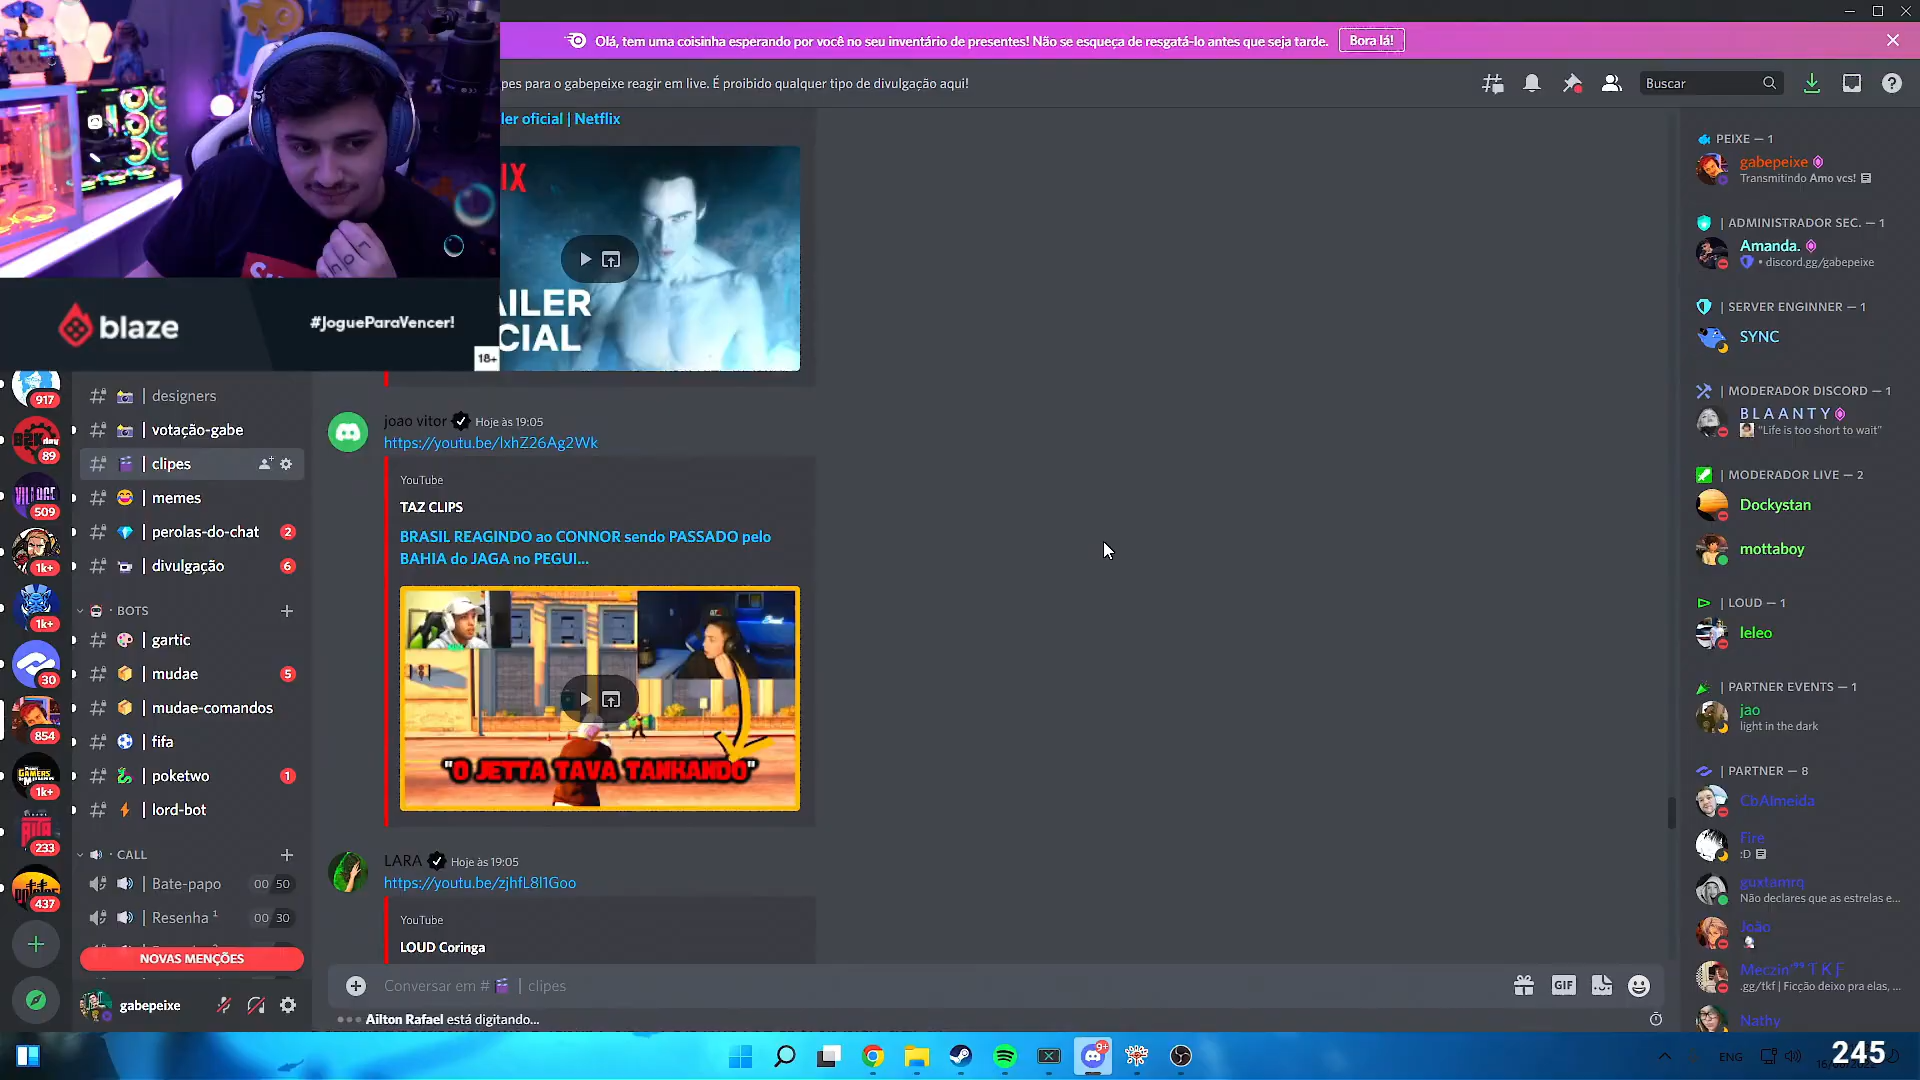 Olá, tem uma coisinha esperando por você no seu inventário de presentes! Não se esqueça de resgatá-lo antes que seja tarde. Bora lá!
pes para o gabepeixe reagir em live. É proibido qualquer tipo de divulgação aqui!
Buscar
ler oficial | Netflix
IX
AILER
CIAL
blaze
#JogueParaVencer!
18+
917
89
509
1k+
1k+
30
854
1k+
233
437
designers
votação-gabe
clipes
memes
perolas-do-chat 2
divulgação 6
BOTS
gartic
mudae 5
mudae-comandos
fifa
poketwo 1
lord-bot
CALL
Bate-papo 00 50
Resenha ¹ 00 30
NOVAS MENÇÕES
gabepeixe
joao vitor Hoje às 19:05
https://youtu.be/lxhZ26Ag2Wk
YouTube
TAZ CLIPS
BRASIL REAGINDO ao CONNOR sendo PASSADO pelo
BAHIA do JAGA no PEGUI...
"O JETTA TAVA TANKANDO"
LARA Hoje às 19:05
https://youtu.be/zjhfL8l1Goo
YouTube
LOUD Coringa
Conversar em # | clipes
GIF
Ailton Rafael está digitando...
PEIXE — 1
gabepeixe
Transmitindo Amo vcs!
| ADMINISTRADOR SEC. — 1
Amanda.
• discord.gg/gabepeixe
| SERVER ENGINNER — 1
SYNC
| MODERADOR DISCORD — 1
B L A A N T Y
"Life is too short to wait"
| MODERADOR LIVE — 2
Dockystan
mottaboy
| LOUD — 1
leleo
| PARTNER EVENTS — 1
jao
light in the dark
| PARTNER — 8
CbAlmeida
Fire
:D
guxtamrq
Não declares que as estrelas e...
João
Meczin
.gg/tkf | Ficção deixo pra elas, ...
Nathy
9+
ENG
245